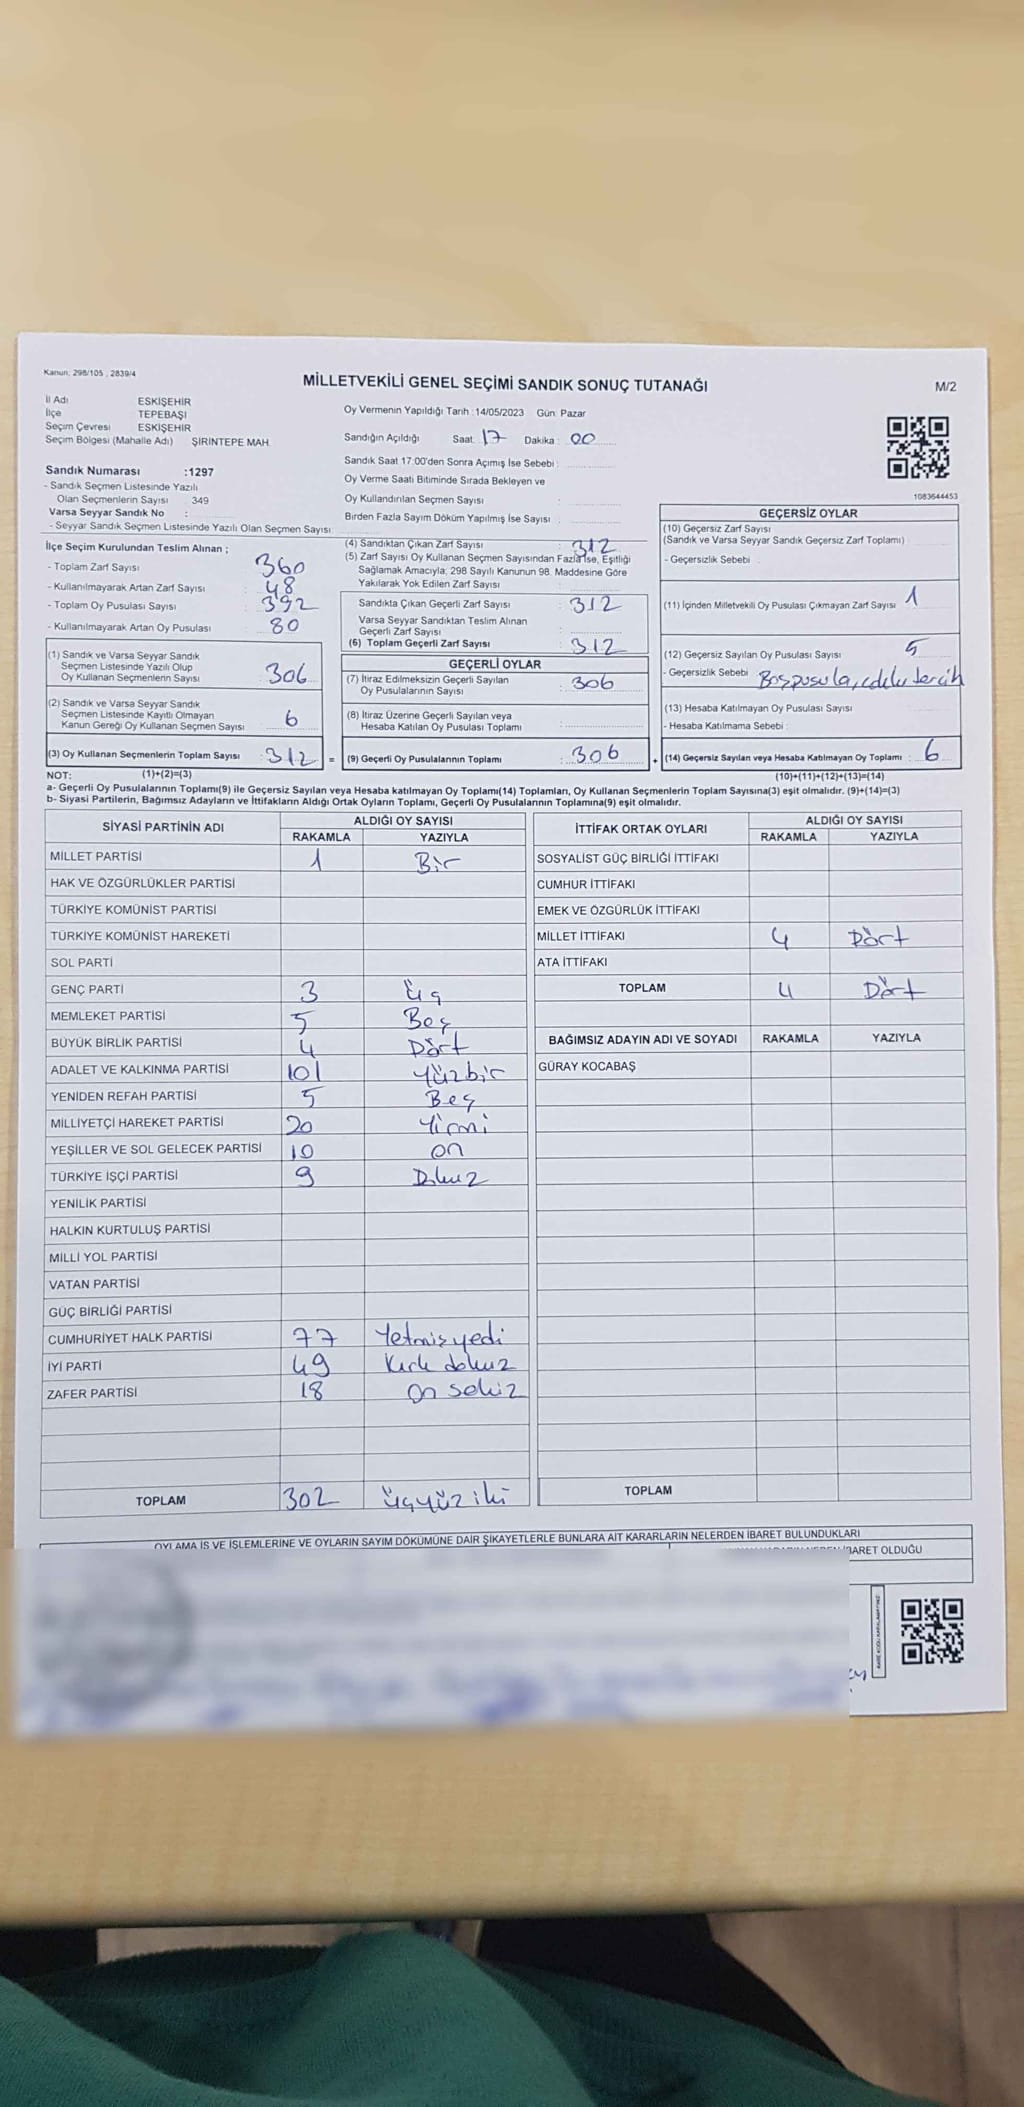 Kanun; 298/105 , 2839/4
MİLLETVEKİLİ GENEL SEÇİMİ SANDIK SONUÇ TUTANAĞI
M/2
İl Adı ESKİŞEHİR
İlçe TEPEBAŞI
Seçim Çevresi ESKİŞEHİR
Seçim Bölgesi (Mahalle Adı) ŞİRİNTEPE MAH.
Sandık Numarası :1297
- Sandık Seçmen Listesinde Yazılı
Olan Seçmenlerin Sayısı 349
Varsa Seyyar Sandık No :
- Seyyar Sandık Seçmen Listesinde Yazılı Olan Seçmen Sayısı:
Oy Vermenin Yapıldığı Tarih :14/05/2023 Gün: Pazar
Sandığın Açıldığı Saat: 17 Dakika : 00
Sandık Saat 17:00'den Sonra Açımış İse Sebebi :
Oy Verme Saati Bitiminde Sırada Bekleyen ve
Oy Kullandırılan Seçmen Sayısı :
Birden Fazla Sayım Döküm Yapılmış İse Sayısı :
1083644453
İlçe Seçim Kurulundan Teslim Alınan ;
- Toplam Zarf Sayısı : 360
- Kullanılmayarak Artan Zarf Sayısı : 48
- Toplam Oy Pusulası Sayısı : 392
- Kullanılmayarak Artan Oy Pusulası : 80
(1) Sandık ve Varsa Seyyar Sandık
Seçmen Listesinde Yazılı Olup
Oy Kullanan Seçmenlerin Sayısı : 306
(2) Sandık ve Varsa Seyyar Sandık
Seçmen Listesinde Kayıtlı Olmayan
Kanun Gereği Oy Kullanan Seçmen Sayısı : 6
(3) Oy Kullanan Seçmenlerin Toplam Sayısı : 312 =
(4) Sandıktan Çıkan Zarf Sayısı : 312
(5) Zarf Sayısı Oy Kullanan Seçmen Sayısından Fazla İse, Eşitliği
Sağlamak Amacıyla; 298 Sayılı Kanunun 98. Maddesine Göre
Yakılarak Yok Edilen Zarf Sayısı :
Sandıkta Çıkan Geçerli Zarf Sayısı : 312
Varsa Seyyar Sandıktan Teslim Alınan
Geçerli Zarf Sayısı :
(6) Toplam Geçerli Zarf Sayısı : 312
GEÇERLİ OYLAR
(7) İtiraz Edilmeksizin Geçerli Sayılan
Oy Pusulalarının Sayısı : 306
(8) İtiraz Üzerine Geçerli Sayılan veya
Hesaba Katılan Oy Pusulası Toplamı :
(9) Geçerli Oy Pusulalarının Toplamı : 306 +
GEÇERSİZ OYLAR
(10) Geçersiz Zarf Sayısı
(Sandık ve Varsa Seyyar Sandık Geçersiz Zarf Toplamı) :
- Geçersizlik Sebebi :
(11) İçinden Milletvekili Oy Pusulası Çıkmayan Zarf Sayısı : 1
(12) Geçersiz Sayılan Oy Pusulası Sayısı : 5
- Geçersizlik Sebebi : Boş pusula, tercih
(13) Hesaba Katılmayan Oy Pusulası Sayısı :
- Hesaba Katılmama Sebebi :
(14) Geçersiz Sayılan veya Hesaba Katılmayan Oy Toplamı : 6
NOT: (1)+(2)=(3)
(10)+(11)+(12)+(13)=(14)
a- Geçerli Oy Pusulalarının Toplamı(9) ile Geçersiz Sayılan veya Hesaba katılmayan Oy Toplamı(14) Toplamları, Oy Kullanan Seçmenlerin Toplam Sayısına(3) eşit olmalıdır. (9)+(14)=(3)
b- Siyasi Partilerin, Bağımsız Adayların ve İttifakların Aldığı Ortak Oyların Toplamı, Geçerli Oy Pusulalarının Toplamına(9) eşit olmalıdır.
SİYASİ PARTİNİN ADI ALDIĞI OY SAYISI
RAKAMLA YAZIYLA
MİLLET PARTİSİ 1 Bir
HAK VE ÖZGÜRLÜKLER PARTİSİ
TÜRKİYE KOMÜNİST PARTİSİ
TÜRKİYE KOMÜNİST HAREKETİ
SOL PARTİ
GENÇ PARTİ 3 Üç
MEMLEKET PARTİSİ 5 Beş
BÜYÜK BİRLİK PARTİSİ 4 Dört
ADALET VE KALKINMA PARTİSİ 101 Yüzbir
YENİDEN REFAH PARTİSİ 5 Beş
MİLLİYETÇİ HAREKET PARTİSİ 20 Yirmi
YEŞİLLER VE SOL GELECEK PARTİSİ 10 on
TÜRKİYE İŞÇİ PARTİSİ 9 Dokuz
YENİLİK PARTİSİ
HALKIN KURTULUŞ PARTİSİ
MİLLİ YOL PARTİSİ
VATAN PARTİSİ
GÜÇ BİRLİĞİ PARTİSİ
CUMHURİYET HALK PARTİSİ 77 Yetmişyedi
İYİ PARTİ 49 Kırk dokuz
ZAFER PARTİSİ 18 On sekiz
TOPLAM 302 Üçyüz iki
İTTİFAK ORTAK OYLARI ALDIĞI OY SAYISI
RAKAMLA YAZIYLA
SOSYALİST GÜÇ BİRLİĞİ İTTİFAKI
CUMHUR İTTİFAKI
EMEK VE ÖZGÜRLÜK İTTİFAKI
MİLLET İTTİFAKI 4 Dört
ATA İTTİFAKI
TOPLAM 4 Dört
BAĞIMSIZ ADAYIN ADI VE SOYADI RAKAMLA YAZIYLA
GÜRAY KOCABAŞ
TOPLAM
OYLAMA İŞ VE İŞLEMLERİNE VE OYLARIN SAYIM DÖKÜMÜNE DAİR ŞİKAYETLERLE BUNLARA AİT KARARLARIN NELERDEN İBARET BULUNDUKLARI
İBARET OLDUĞU